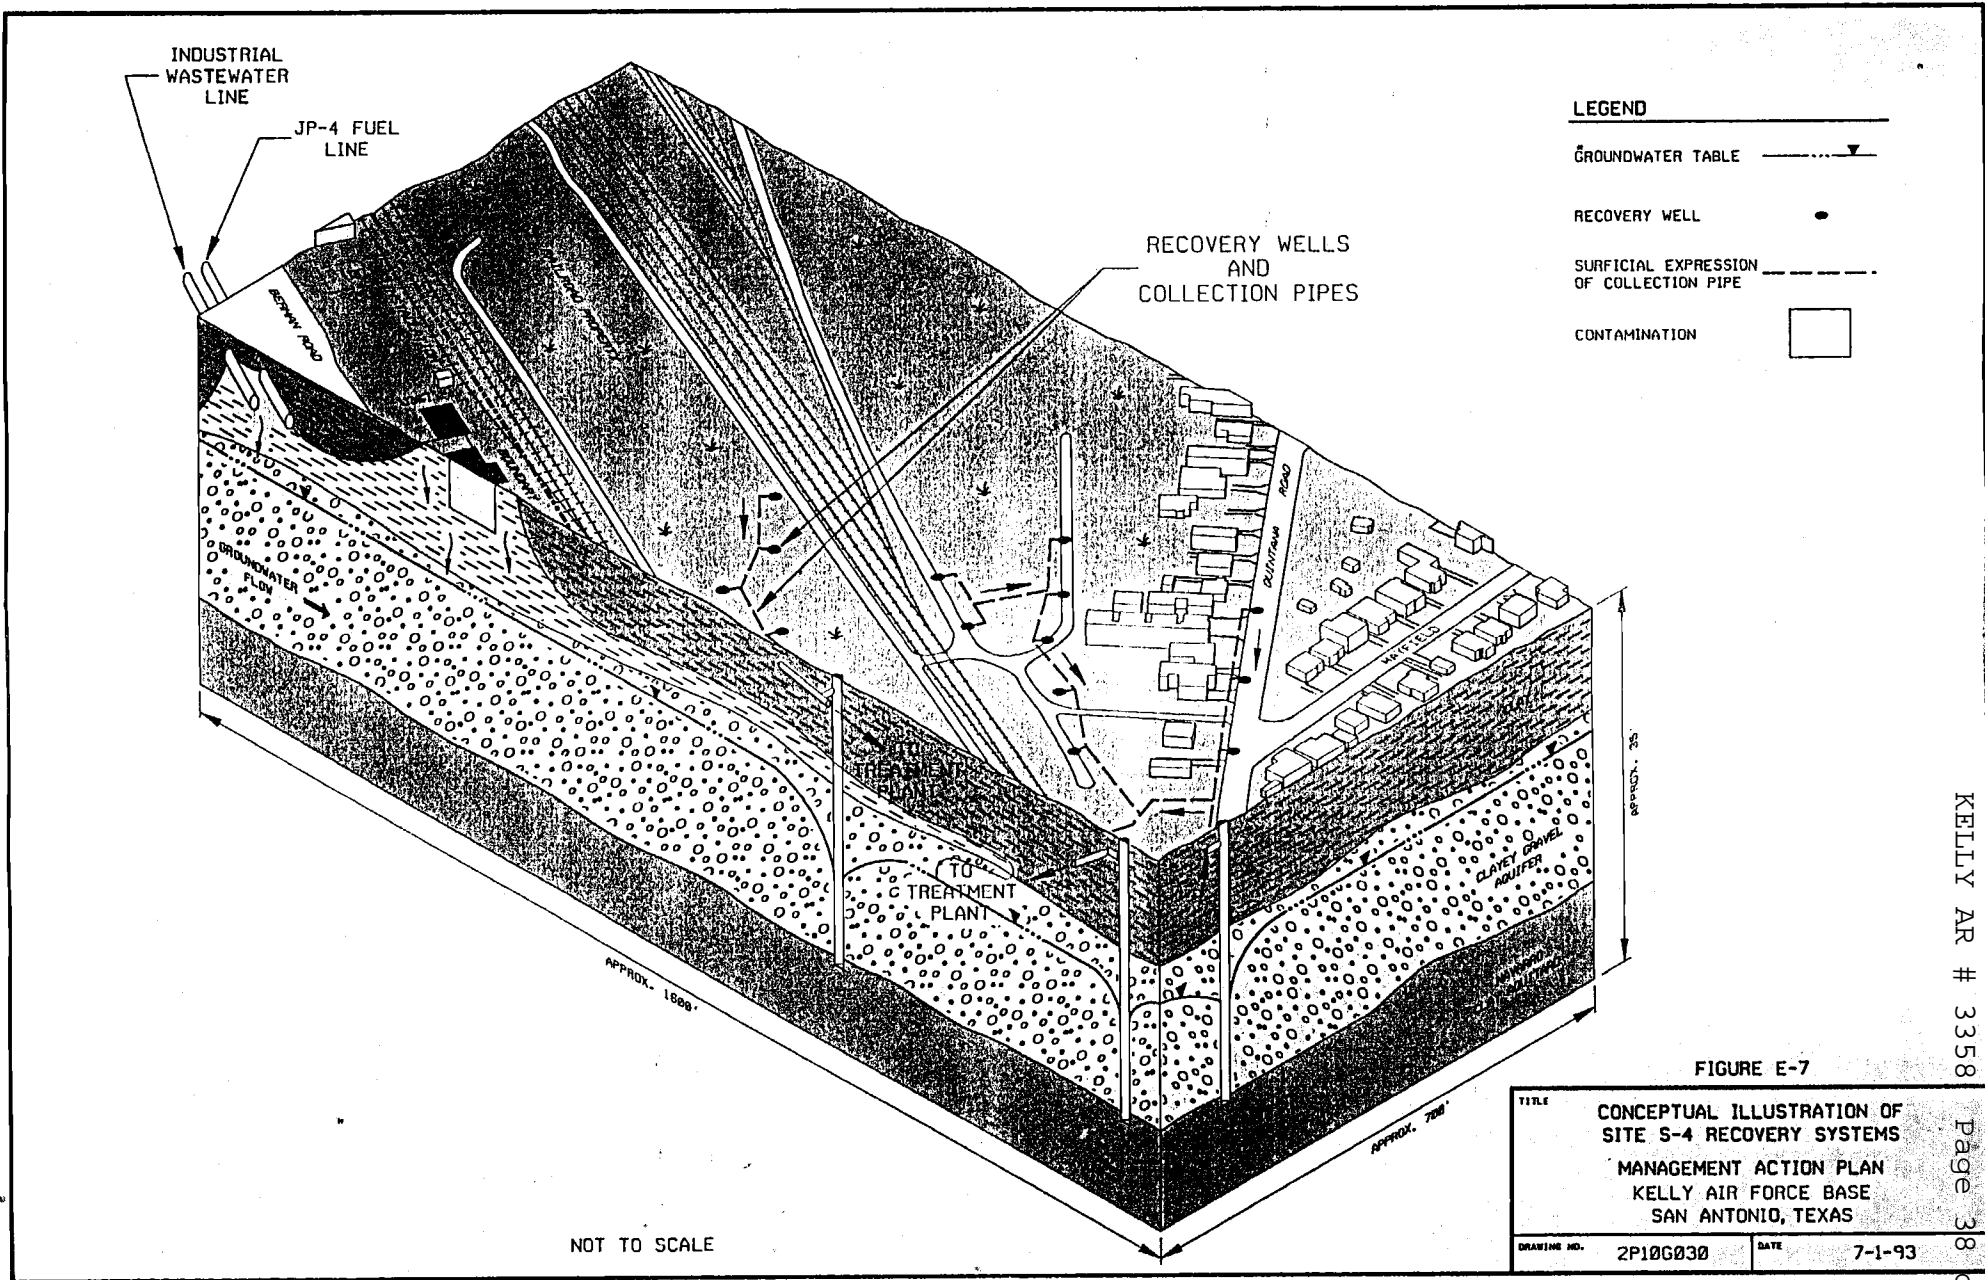 INDUSTRIAL
WASTEWATER
LINE
JP-4 FUEL
LINE
RECOVERY WELLS
AND
COLLECTION PIPES
LEGEND
GROUNDWATER TABLE
RECOVERY WELL
SURFICIAL EXPRESSION
OF COLLECTION PIPE
CONTAMINATION
BERMAN ROAD
QUINTANA
ROAD
MAYFIELD
GROUNDWATER
FLOW
TO
TREATMENT
PLANT
TO
TREATMENT
PLANT
CLAYEY GRAVEL
AQUIFER
NAVARRO
APPROX. 35'
APPROX. 1600'
APPROX. 700'
NOT TO SCALE
FIGURE E-7
TITLE
CONCEPTUAL ILLUSTRATION OF
SITE S-4 RECOVERY SYSTEMS
MANAGEMENT ACTION PLAN
KELLY AIR FORCE BASE
SAN ANTONIO, TEXAS
DRAWING NO.
2P10G030
DATE
7-1-93
KELLY AR # 3358 Page 38